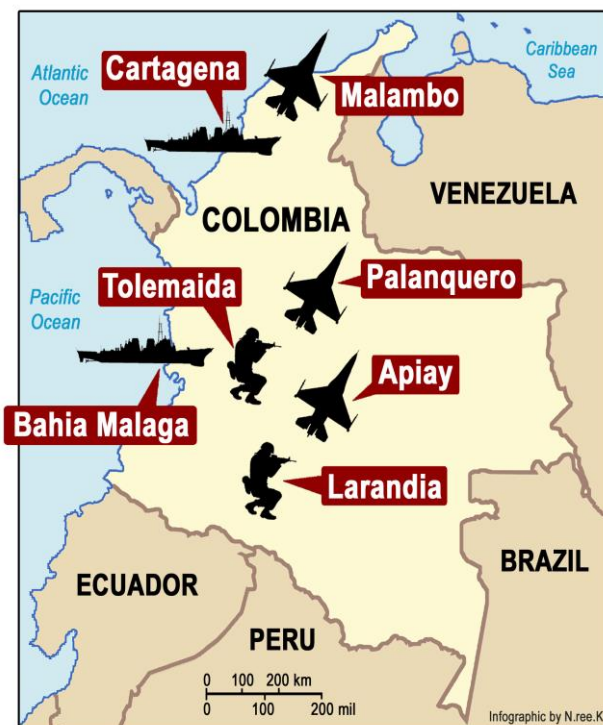 Atlantic
Ocean
Cartagena
Caribbean
Sea
Malambo
VENEZUELA
COLOMBIA
Palanquero
Tolemaida
Pacific
Ocean
Apiay
Bahia Malaga
Larandia
BRAZIL
ECUADOR
PERU
0 100 200 km
0 100 200 mil
Infographic by N.ree.K